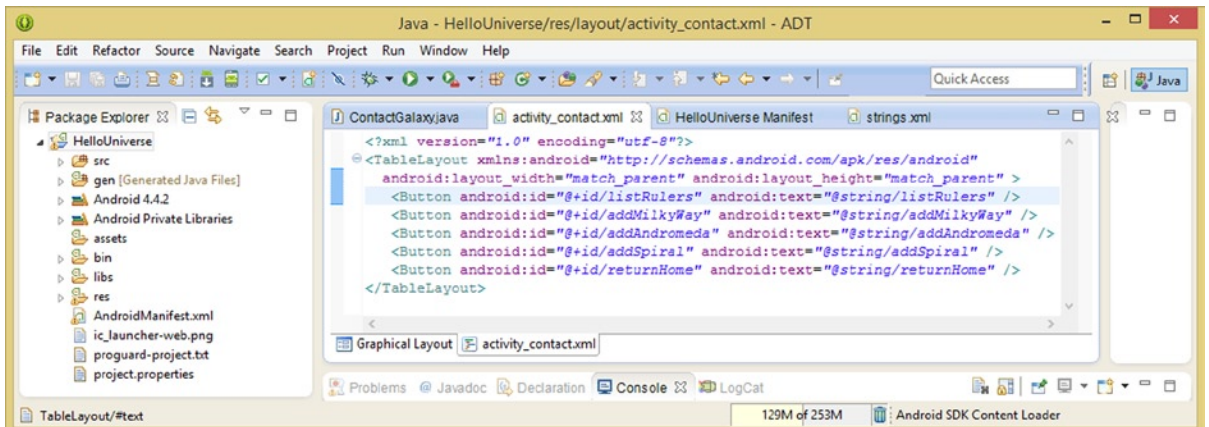 Java - HelloUniverse/res/layout/activity_contact.xml - ADT
File Edit Refactor Source Navigate Search Project Run Window Help
Quick Access
Java
Package Explorer
HelloUniverse
src
gen [Generated Java Files]
Android 4.4.2
Android Private Libraries
assets
bin
libs
res
AndroidManifest.xml
ic_launcher-web.png
proguard-project.txt
project.properties
ContactGalaxy.java activity_contact.xml HelloUniverse Manifest strings.xml
<?xml version="1.0" encoding="utf-8"?>
<TableLayout xmlns:android="http://schemas.android.com/apk/res/android"
android:layout_width="match_parent" android:layout_height="match_parent" >
<Button android:id="@+id/listRulers" android:text="@string/listRulers" />
<Button android:id="@+id/addMilkyWay" android:text="@string/addMilkyWay" />
<Button android:id="@+id/addAndromeda" android:text="@string/addAndromeda" />
<Button android:id="@+id/addSpiral" android:text="@string/addSpiral" />
<Button android:id="@+id/returnHome" android:text="@string/returnHome" />
</TableLayout>
Graphical Layout activity_contact.xml
Problems @ Javadoc Declaration Console LogCat
TableLayout/#text
129M of 253M
Android SDK Content Loader